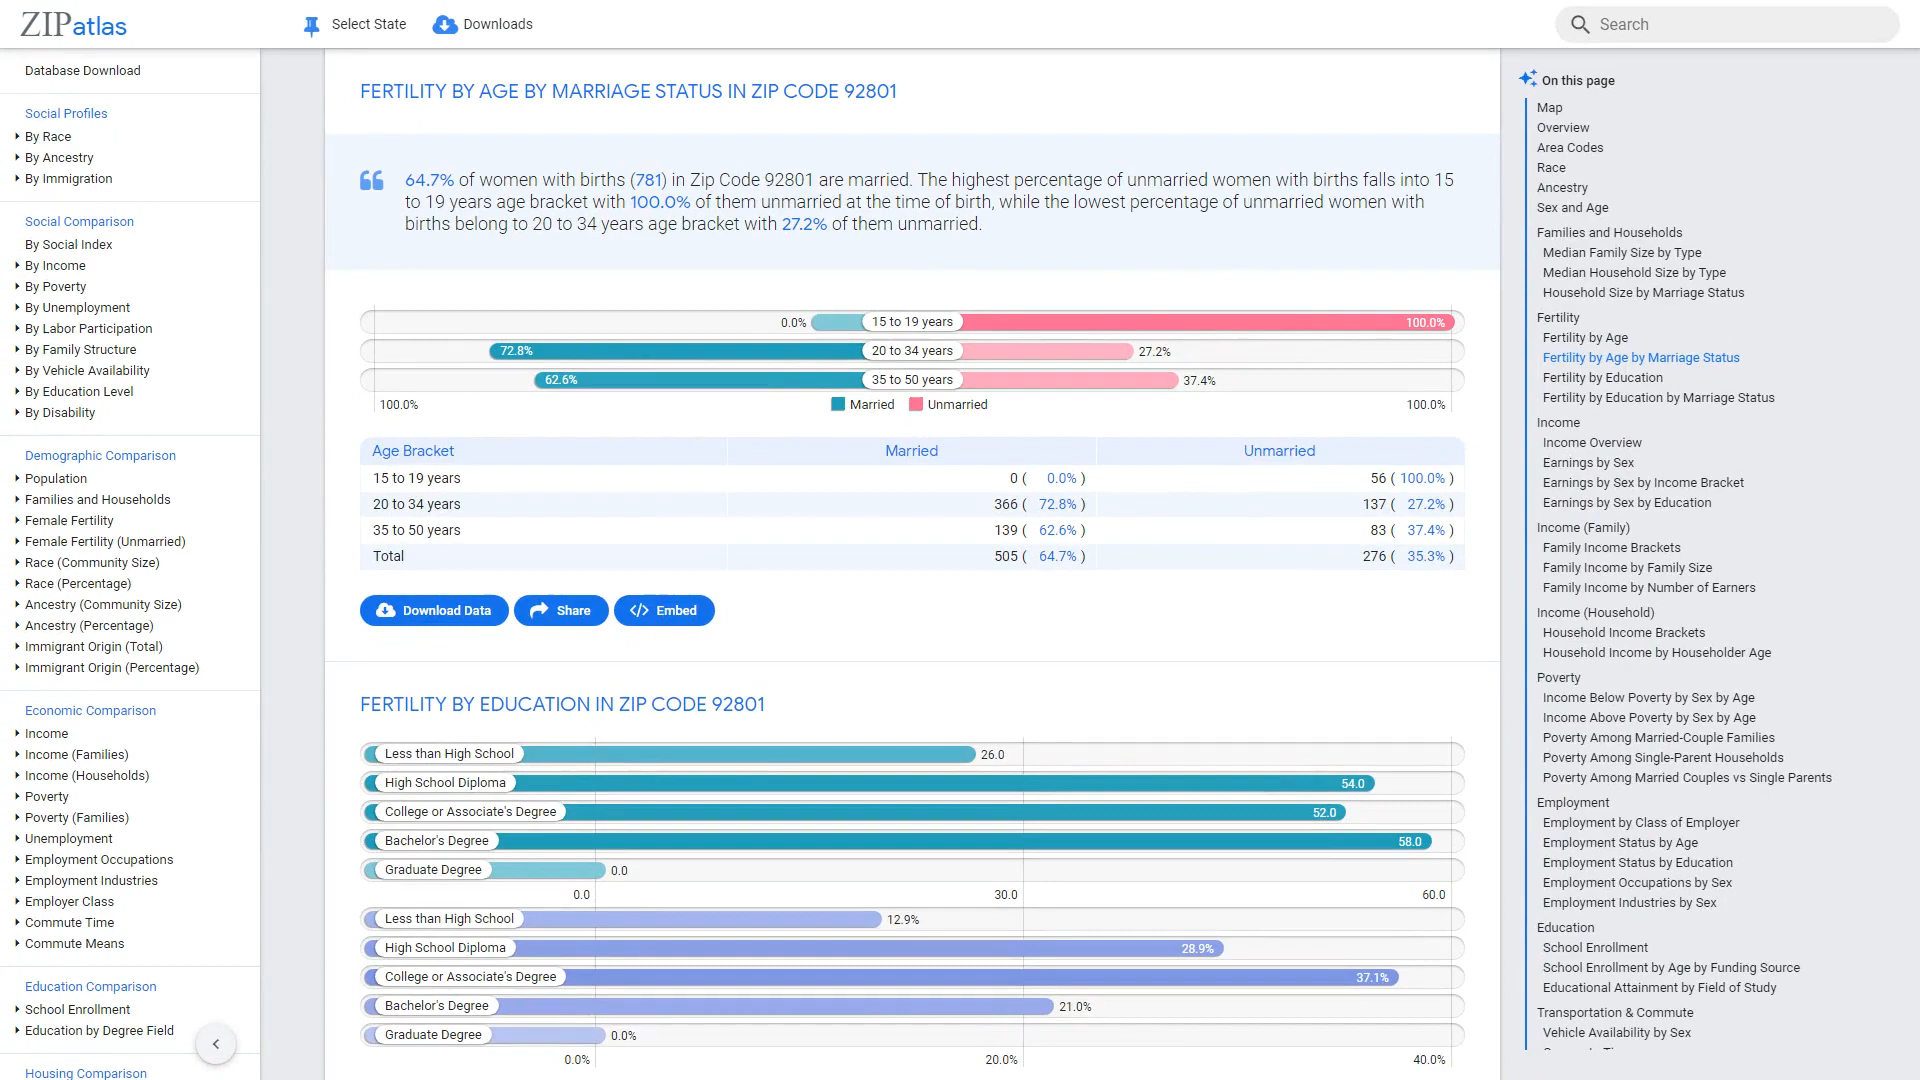 ZIPatlas
Select State
Downloads
Search
Database Download
Social Profiles
By Race
By Ancestry
By Immigration
Social Comparison
By Social Index
By Income
By Poverty
By Unemployment
By Labor Participation
By Family Structure
By Vehicle Availability
By Education Level
By Disability
Demographic Comparison
Population
Families and Households
Female Fertility
Female Fertility (Unmarried)
Race (Community Size)
Race (Percentage)
Ancestry (Community Size)
Ancestry (Percentage)
Immigrant Origin (Total)
Immigrant Origin (Percentage)
Economic Comparison
Income
Income (Families)
Income (Households)
Poverty
Poverty (Families)
Unemployment
Employment Occupations
Employment Industries
Employer Class
Commute Time
Commute Means
Education Comparison
School Enrollment
Education by Degree Field
Housing Comparison
FERTILITY BY AGE BY MARRIAGE STATUS IN ZIP CODE 92801
64.7% of women with births (781) in Zip Code 92801 are married. The highest percentage of unmarried women with births falls into 15
to 19 years age bracket with 100.0% of them unmarried at the time of birth, while the lowest percentage of unmarried women with
births belong to 20 to 34 years age bracket with 27.2% of them unmarried.
0.0% 15 to 19 years 100.0%
72.8% 20 to 34 years 27.2%
62.6% 35 to 50 years 37.4%
100.0% Married Unmarried 100.0%
Age Bracket Married Unmarried
15 to 19 years 0 ( 0.0% ) 56 ( 100.0% )
20 to 34 years 366 ( 72.8% ) 137 ( 27.2% )
35 to 50 years 139 ( 62.6% ) 83 ( 37.4% )
Total 505 ( 64.7% ) 276 ( 35.3% )
Download Data Share Embed
FERTILITY BY EDUCATION IN ZIP CODE 92801
Less than High School 26.0
High School Diploma 54.0
College or Associate's Degree 52.0
Bachelor's Degree 58.0
Graduate Degree 0.0
0.0 30.0 60.0
Less than High School 12.9%
High School Diploma 28.9%
College or Associate's Degree 37.1%
Bachelor's Degree 21.0%
Graduate Degree 0.0%
0.0% 20.0% 40.0%
On this page
Map
Overview
Area Codes
Race
Ancestry
Sex and Age
Families and Households
Median Family Size by Type
Median Household Size by Type
Household Size by Marriage Status
Fertility
Fertility by Age
Fertility by Age by Marriage Status
Fertility by Education
Fertility by Education by Marriage Status
Income
Income Overview
Earnings by Sex
Earnings by Sex by Income Bracket
Earnings by Sex by Education
Income (Family)
Family Income Brackets
Family Income by Family Size
Family Income by Number of Earners
Income (Household)
Household Income Brackets
Household Income by Householder Age
Poverty
Income Below Poverty by Sex by Age
Income Above Poverty by Sex by Age
Poverty Among Married-Couple Families
Poverty Among Single-Parent Households
Poverty Among Married Couples vs Single Parents
Employment
Employment by Class of Employer
Employment Status by Age
Employment Status by Education
Employment Occupations by Sex
Employment Industries by Sex
Education
School Enrollment
School Enrollment by Age by Funding Source
Educational Attainment by Field of Study
Transportation & Commute
Vehicle Availability by Sex